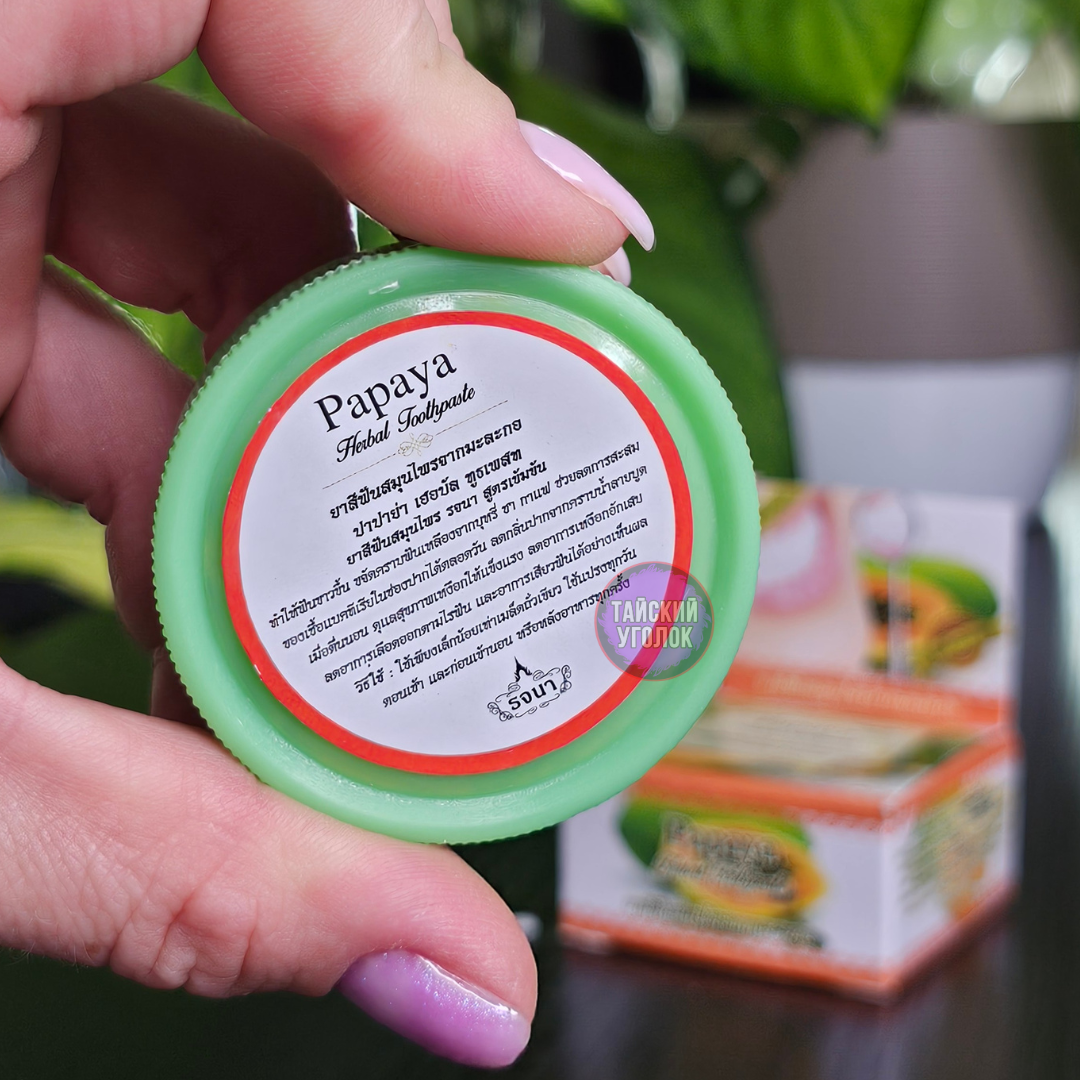 Papaya
Herbal Toothpaste
ยาสีฟันสมุนไพรจากมะละกอ
ปาปาย่า เฮอบัล ทูธเพสท
ยาสีฟันสมุนไพร รจนา สูตรเข้มข้น
ทำให้ฟันขาวขึ้น ขจัดคราบฟันเหลืองจากบุหรี่ ชา กาแฟ ช่วยลดการสะสม
ของเชื้อแบคทีเรียในช่องปากได้ตลอดวัน ลดกลิ่นปากจากคราบน้ำลายบูด
เมื่อตื่นนอน ดูแลสุขภาพเหงือกให้แข็งแรง ลดอาการเหงือกอักเสบ
ลดอาการเลือดออกตามไรฟัน และอาการเสียวฟันได้อย่างเห็นผล
วิธีใช้ : ใช้เพียงเล็กน้อยเท่าเมล็ดถั่วเขียว ใช้แปรงทุกวัน
ตอนเช้า และก่อนเข้านอน หรือหลังอาหารทุกครั้ง
รจนา
ТАЙСКИЙ
УГОЛОК